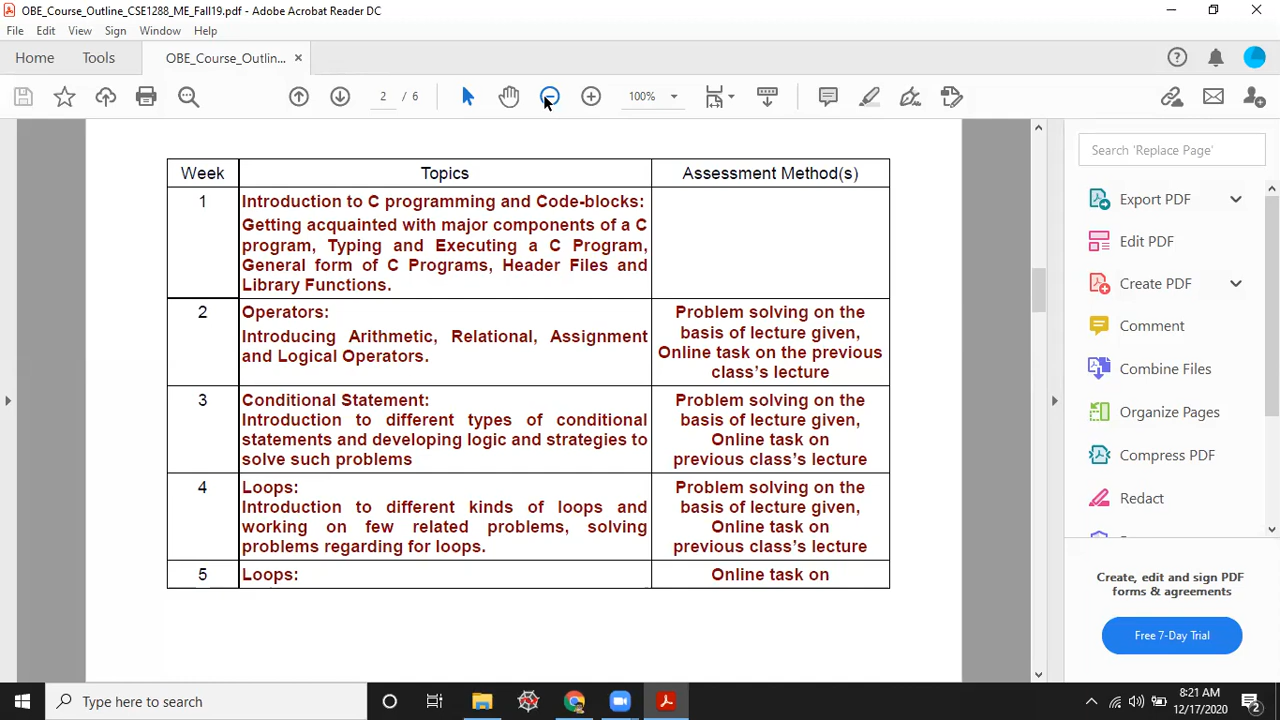 OBE_Course_Outline_CSE1288_ME_Fall19.pdf - Adobe Acrobat Reader DC
File Edit View Sign Window Help
Home Tools OBE_Course_Outlin... ×
2 / 6 100%
Search 'Replace Page'
Export PDF
Edit PDF
Create PDF
Comment
Combine Files
Organize Pages
Compress PDF
Redact
Create, edit and sign PDF
forms & agreements
Free 7-Day Trial
Week Topics Assessment Method(s)
1 Introduction to C programming and Code-blocks:
Getting acquainted with major components of a C
program, Typing and Executing a C Program,
General form of C Programs, Header Files and
Library Functions.
2 Operators:
Introducing Arithmetic, Relational, Assignment
and Logical Operators.
Problem solving on the
basis of lecture given,
Online task on the previous
class's lecture
3 Conditional Statement:
Introduction to different types of conditional
statements and developing logic and strategies to
solve such problems
Problem solving on the
basis of lecture given,
Online task on
previous class's lecture
4 Loops:
Introduction to different kinds of loops and
working on few related problems, solving
problems regarding for loops.
Problem solving on the
basis of lecture given,
Online task on
previous class's lecture
5 Loops:
Online task on
Type here to search
8:21 AM
12/17/2020
2